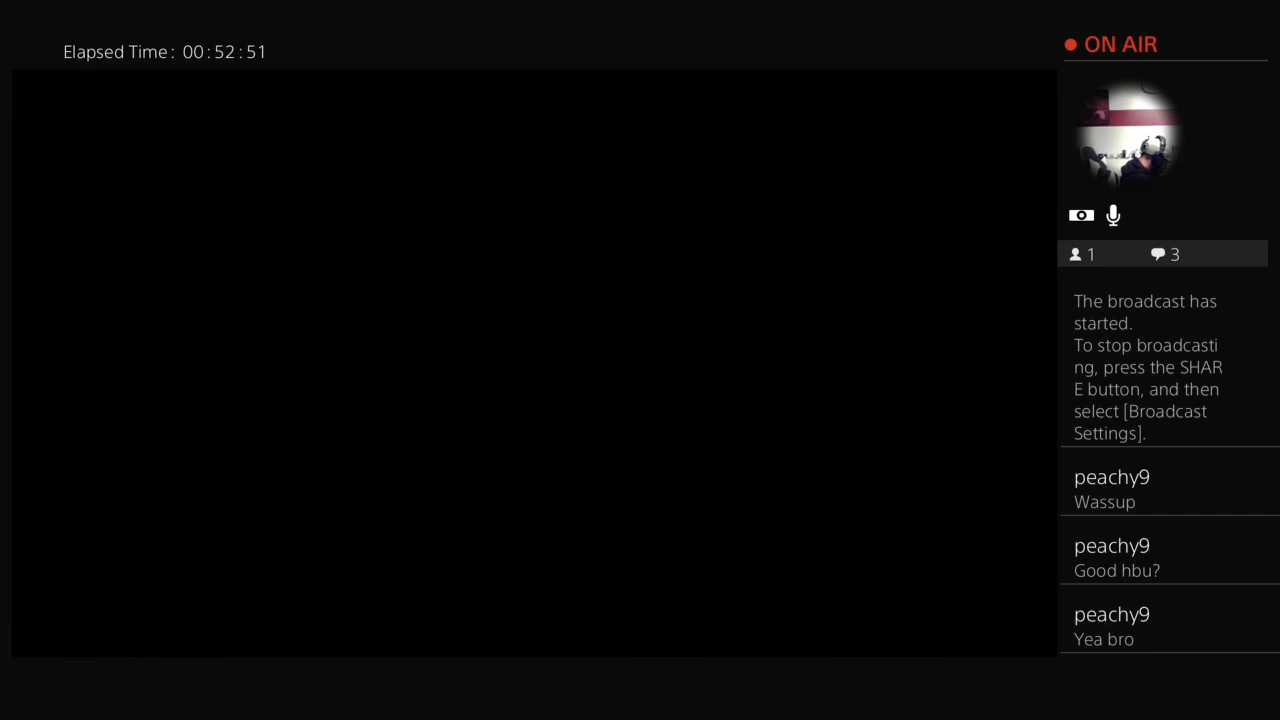 Elapsed Time: 00:52:51
ON AIR
1
3
The broadcast has
started.
To stop broadcasti
ng, press the SHAR
E button, and then
select [Broadcast
Settings].
peachy9
Wassup
peachy9
Good hbu?
peachy9
Yea bro